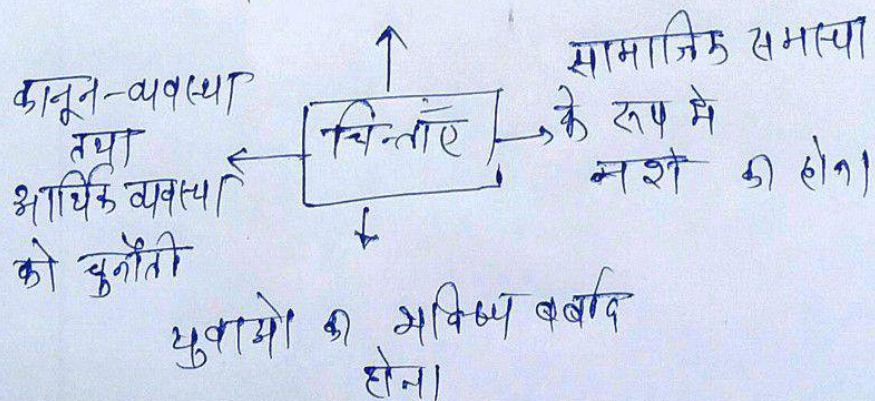 कानून-व्यवस्था
तथा
आर्थिक व्यवस्था
को चुनौती
चिन्ताएँ
सामाजिक समस्या
के रूप मे
नशे का होना
युवाओ का भविष्य बर्बाद
होना